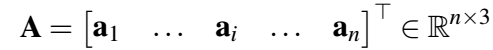 𝐀 = [𝐚₁ … 𝐚ᵢ … 𝐚ₙ]^⊤ ∈ ℝ^{n×3}